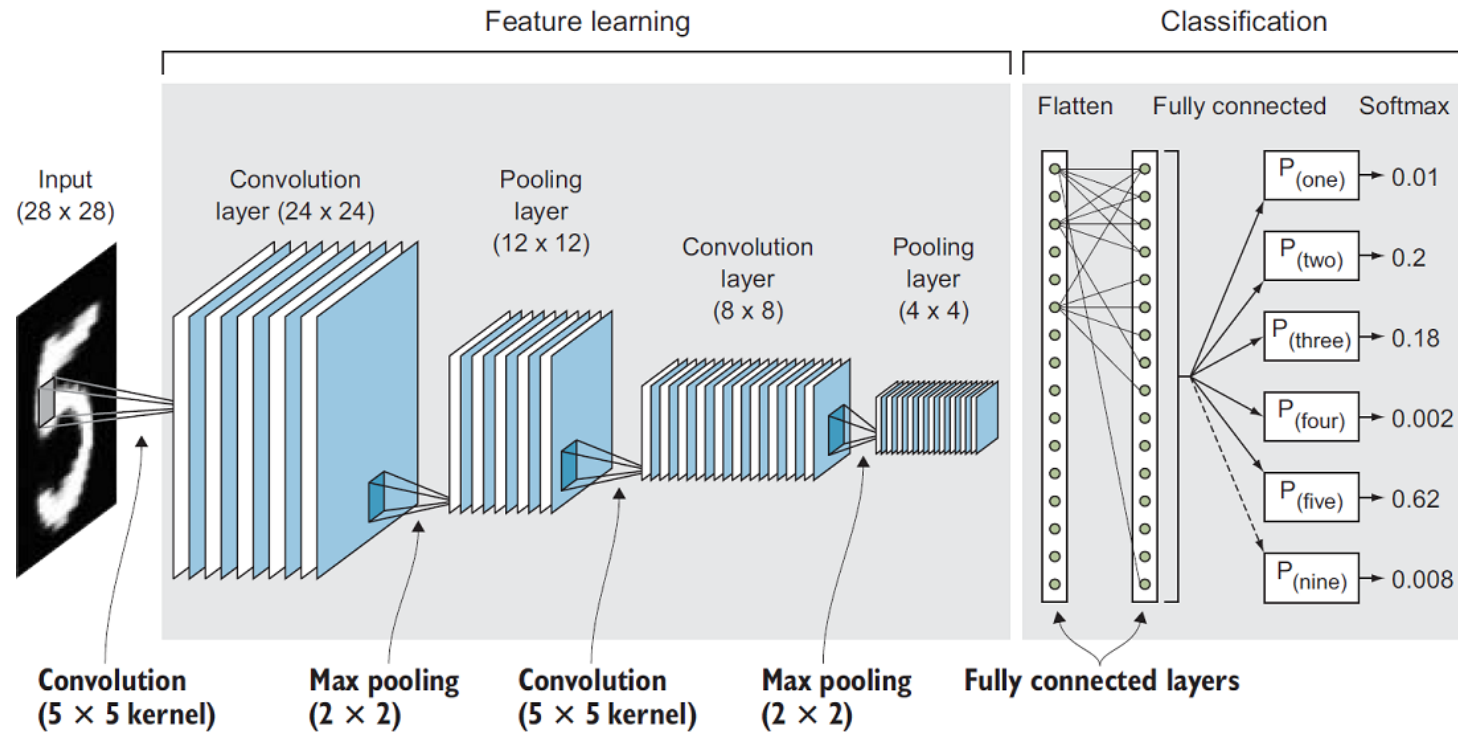 Feature learning
Classification
Input
(28 x 28)
Convolution
layer (24 x 24)
Pooling
layer
(12 x 12)
Convolution
layer
(8 x 8)
Pooling
layer
(4 x 4)
Flatten
Fully connected
Softmax
P(one)
0.01
P(two)
0.2
P(three)
0.18
P(four)
0.002
P(five)
0.62
P(nine)
0.008
Convolution
(5 × 5 kernel)
Max pooling
(2 × 2)
Convolution
(5 × 5 kernel)
Max pooling
(2 × 2)
Fully connected layers